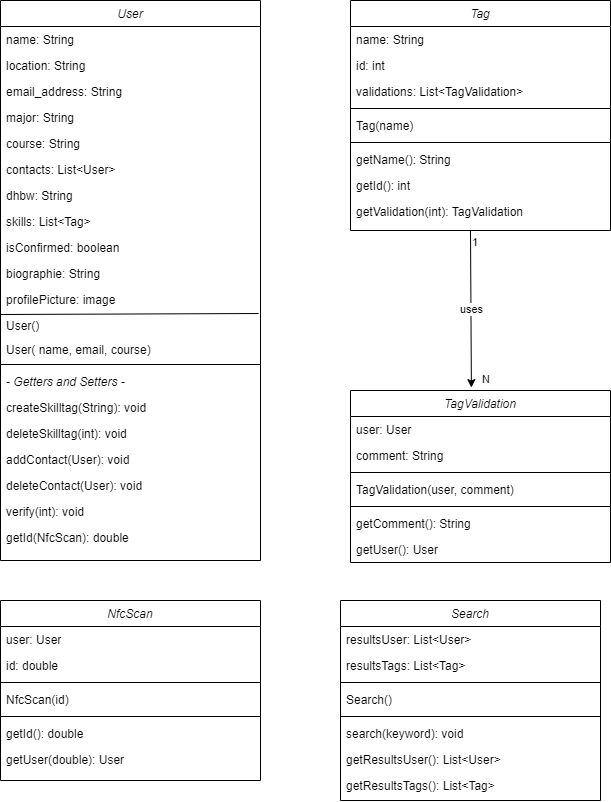 User
name: String
location: String
email_address: String
major: String
course: String
contacts: List<User>
dhbw: String
skills: List<Tag>
isConfirmed: boolean
biographie: String
profilePicture: image
User()
User( name, email, course)
- Getters and Setters -
createSkilltag(String): void
deleteSkilltag(int): void
addContact(User): void
deleteContact(User): void
verify(int): void
getId(NfcScan): double
Tag
name: String
id: int
validations: List<TagValidation>
Tag(name)
getName(): String
getId(): int
getValidation(int): TagValidation
1
uses
N
TagValidation
user: User
comment: String
TagValidation(user, comment)
getComment(): String
getUser(): User
NfcScan
user: User
id: double
NfcScan(id)
getId(): double
getUser(double): User
Search
resultsUser: List<User>
resultsTags: List<Tag>
Search()
search(keyword): void
getResultsUser(): List<User>
getResultsTags(): List<Tag>